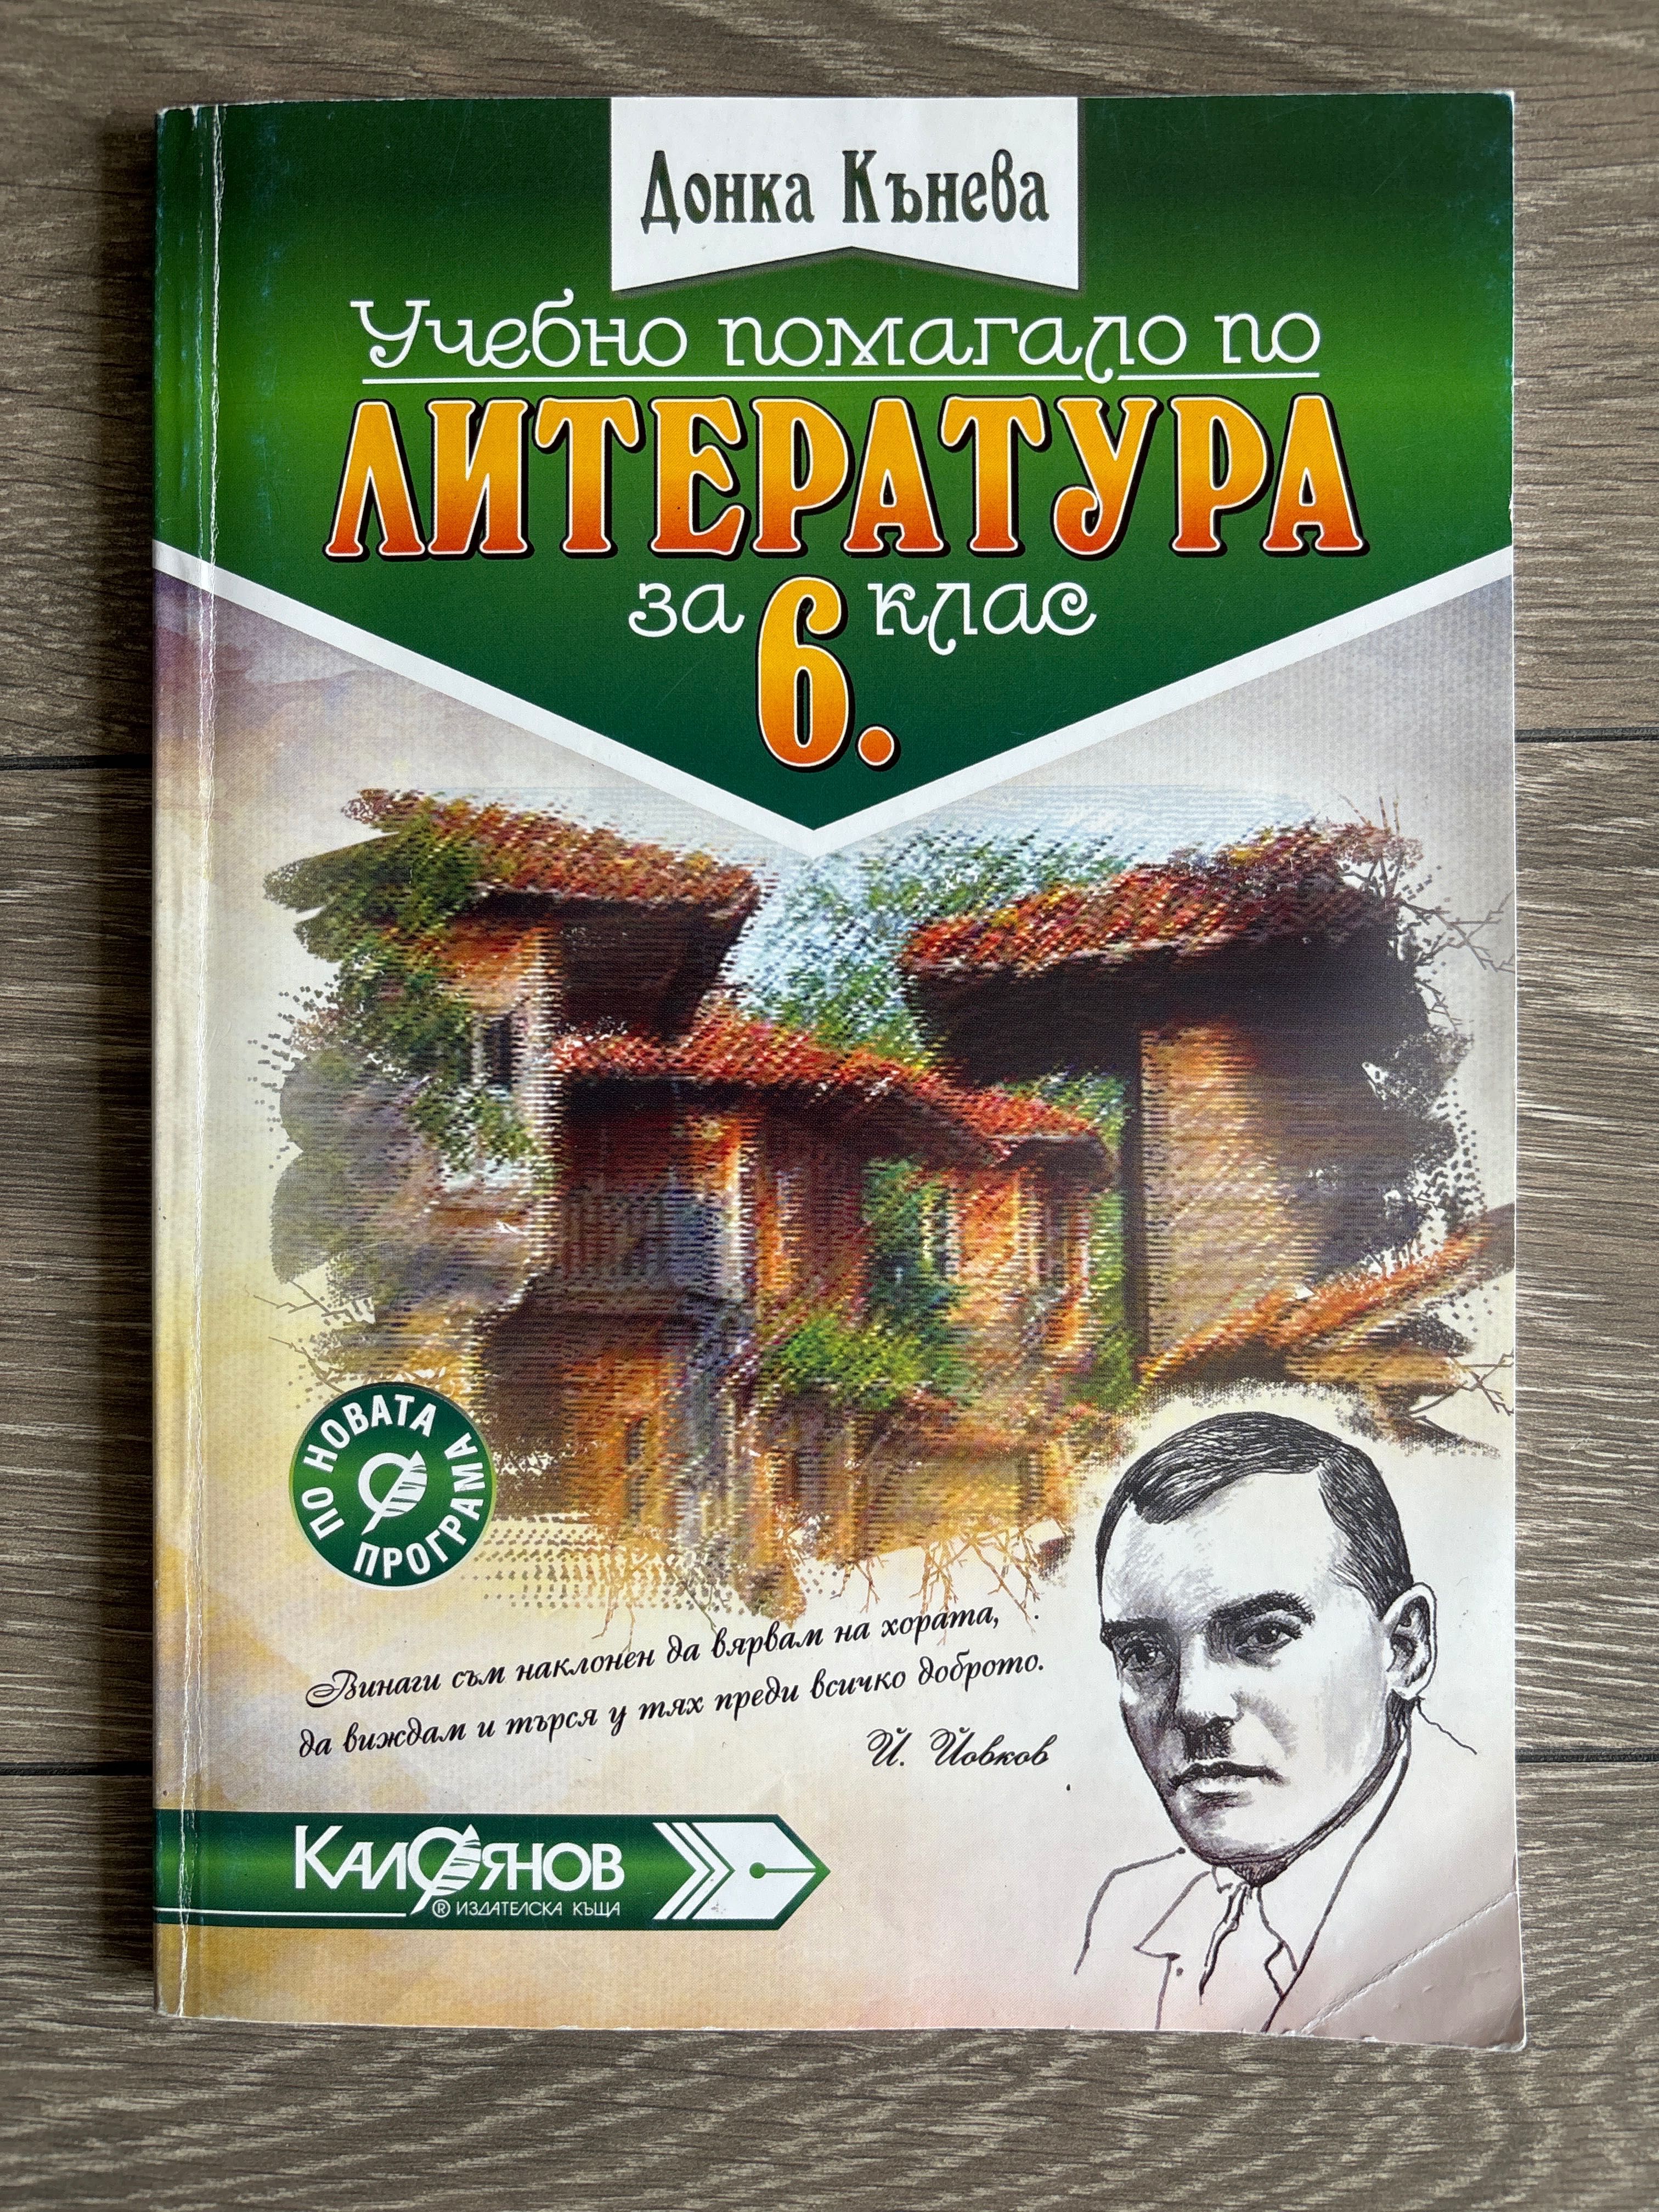 Донка Кънева
Учебно помагало по
ЛИТЕРАТУРА
за 6. клас
ПО НОВАТА
ПРОГРАМА
Винаги съм наклонен да вярвам на хората,
да виждам и търся у тях преди всичко доброто.
Й. Йовков
КАЛОЯНОВ
® ИЗДАТЕЛСКА КЪЩА